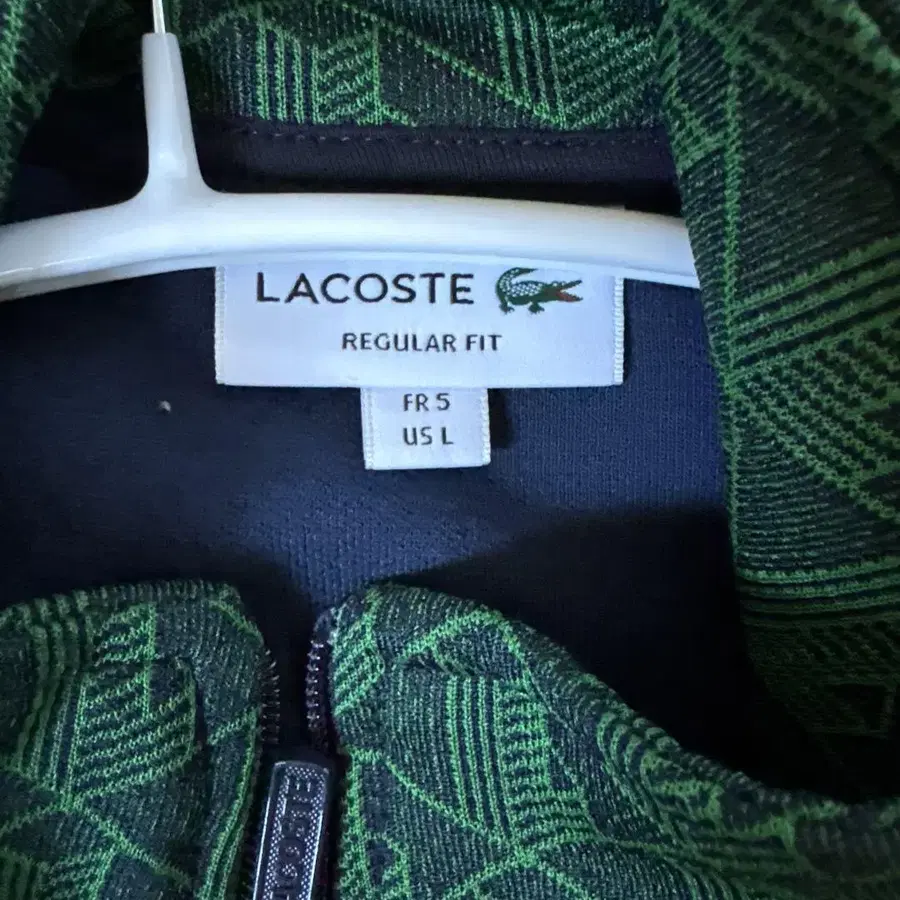 LACOSTE
REGULAR FIT
FR 5
US L